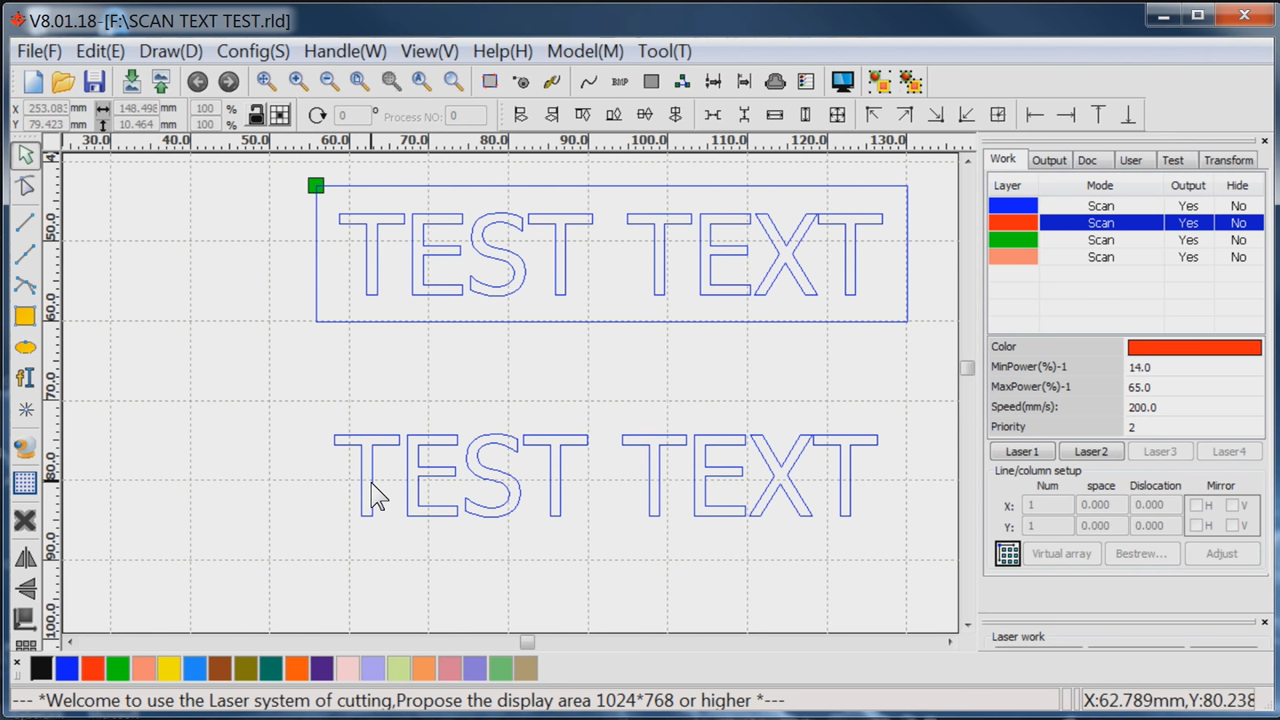 V8.01.18-[F:\SCAN TEXT TEST.rld]
File(F) Edit(E) Draw(D) Config(S) Handle(W) View(V) Help(H) Model(M) Tool(T)
BMP
X 253.083 mm 148.498 mm 100 % 0 ° Process NO: 0
Y 79.423 mm 10.464 mm 100 %
30.0 40.0 50.0 60.0 70.0 80.0 90.0 100.0 110.0 120.0 130.0
50.0
60.0
70.0
80.0
90.0
100.0
TEST TEXT
TEST TEXT
Work Output Doc User Test Transform
Layer Mode Output Hide
Scan Yes No
Scan Yes No
Scan Yes No
Scan Yes No
Color
MinPower(%)-1 14.0
MaxPower(%)-1 65.0
Speed(mm/s): 200.0
Priority 2
Laser1 Laser2 Laser3 Laser4
Line/column setup
Num space Dislocation Mirror
X: 1 0.000 0.000 H V
Y: 1 0.000 0.000 H V
Virtual array Bestrew... Adjust
Laser work
--- *Welcome to use the Laser system of cutting,Propose the display area 1024*768 or higher *---
X:62.789mm,Y:80.238